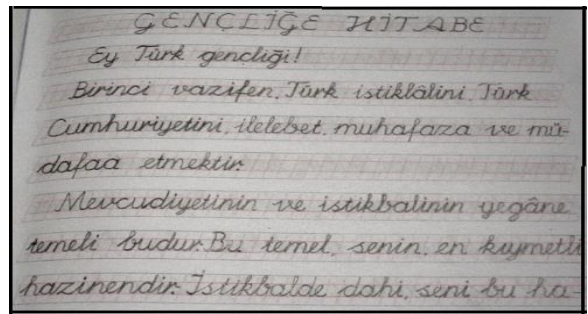 GENÇLİĞE HİTABE
Ey Türk gençliği!
Birinci vazifen, Türk istiklâlini, Türk
Cumhuriyetini, ilelebet, muhafaza ve mü-
dafaa etmektir.
Mevcudiyetinin ve istikbalinin yegâne
temeli budur. Bu temel, senin, en kıymetli
hazinendir. İstikbalde dahi, seni bu ha-